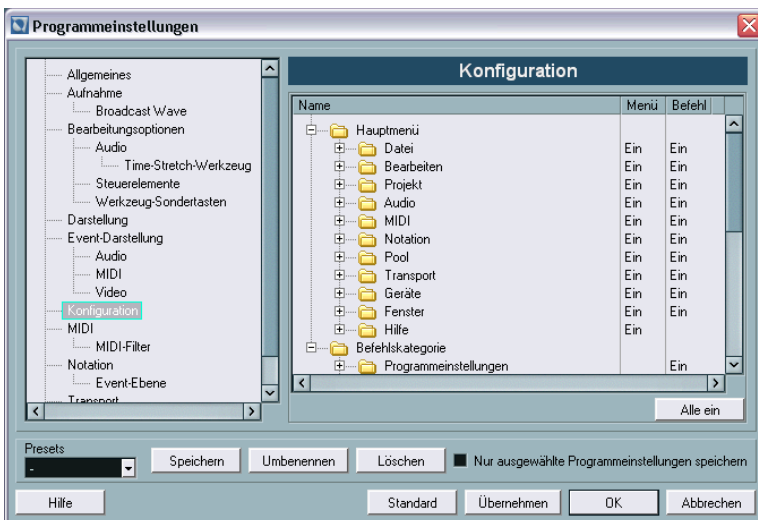 Programmeinstellungen
Allgemeines
Aufnahme
Broadcast Wave
Bearbeitungsoptionen
Audio
Time-Stretch-Werkzeug
Steuerelemente
Werkzeug-Sondertasten
Darstellung
Event-Darstellung
Audio
MIDI
Video
Konfiguration
MIDI
MIDI-Filter
Notation
Event-Ebene
Transport
Konfiguration
Name Menü Befehl
Hauptmenü
Datei Ein Ein
Bearbeiten Ein Ein
Projekt Ein Ein
Audio Ein Ein
MIDI Ein Ein
Notation Ein Ein
Pool Ein Ein
Transport Ein Ein
Geräte Ein Ein
Fenster Ein Ein
Hilfe Ein
Befehlskategorie
Programmeinstellungen Ein
Alle ein
Presets
- Speichern Umbenennen Löschen Nur ausgewählte Programmeinstellungen speichern
Hilfe Standard Übernehmen OK Abbrechen